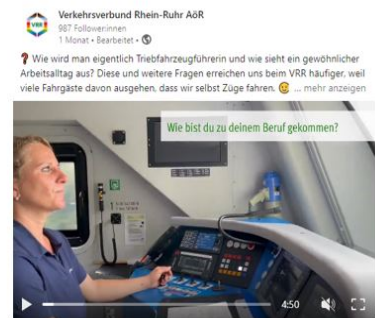 Verkehrsverbund Rhein-Ruhr AöR
987 Follower:innen
1 Monat • Bearbeitet •
VRR
❓ Wie wird man eigentlich Triebfahrzeugführerin und wie sieht ein gewöhnlicher
Arbeitsalltag aus? Diese und weitere Fragen erreichen uns beim VRR häufiger, weil
viele Fahrgäste davon ausgehen, dass wir selbst Züge fahren. 🙂 ... mehr anzeigen
Wie bist du zu deinem Beruf gekommen?
4:50